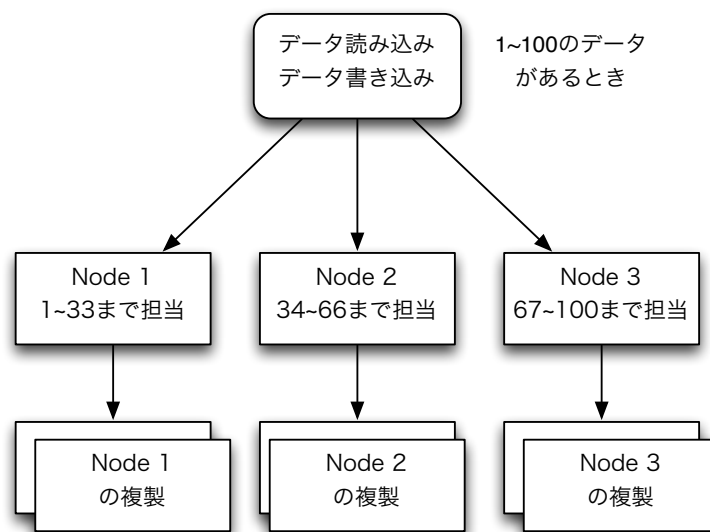 データ読み込み
データ書き込み
1~100のデータ
があるとき
Node 1
1~33まで担当
Node 2
34~66まで担当
Node 3
67~100まで担当
Node 1
の複製
Node 2
の複製
Node 3
の複製